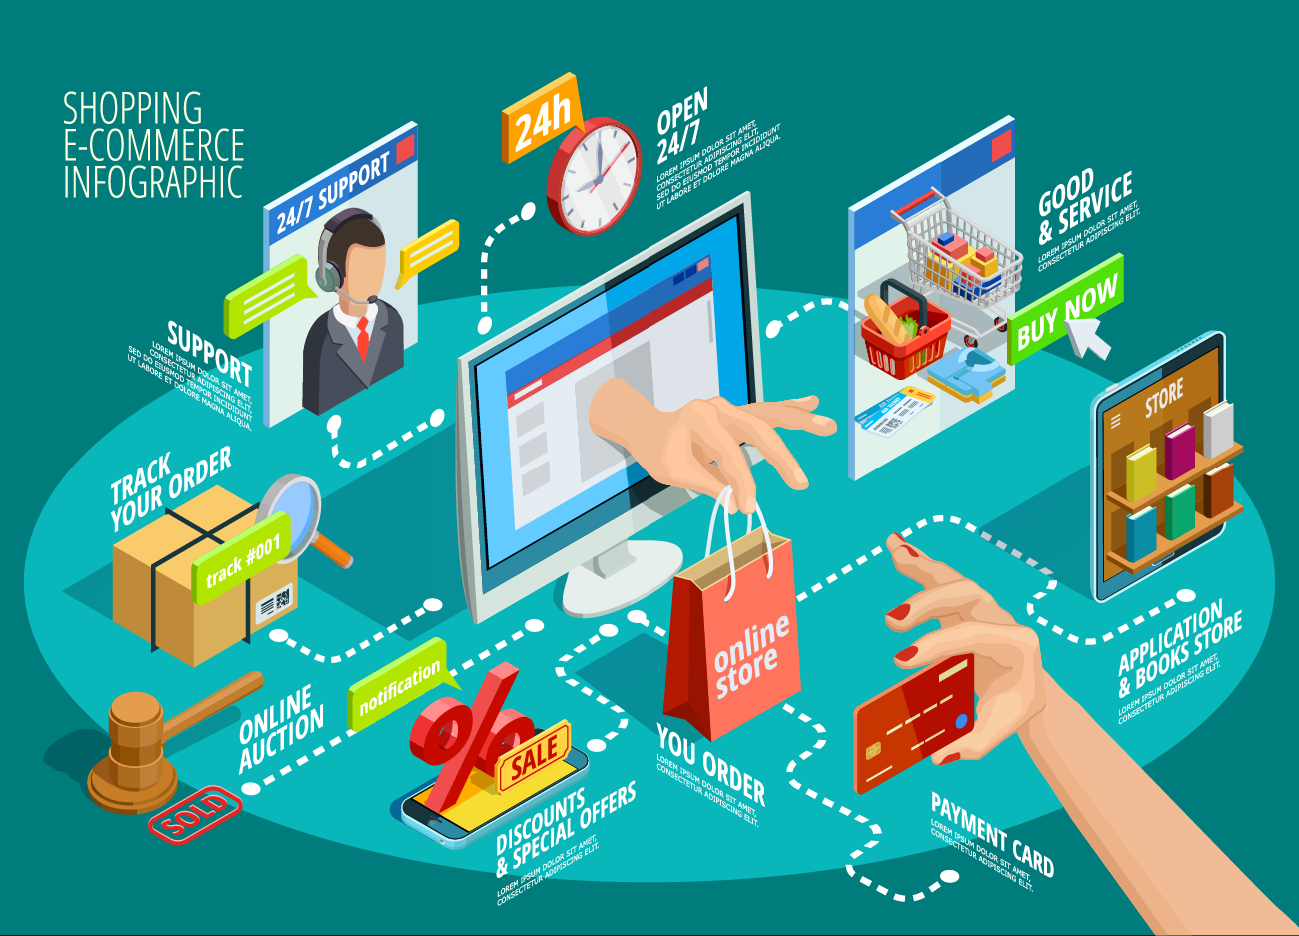 SHOPPING
E-COMMERCE
INFOGRAPHIC
24/7 SUPPORT
SUPPORT
LOREM IPSUM DOLOR SIT AMET,
CONSECTETUR ADIPISCING ELIT,
SED DO EIUSMOD TEMPOR INCIDIDUNT
UT LABORE ET DOLORE MAGNA ALIQUA.
24h
OPEN
24/7
LOREM IPSUM DOLOR SIT AMET,
CONSECTETUR ADIPISCING ELIT,
SED DO EIUSMOD TEMPOR INCIDIDUNT
UT LABORE ET DOLORE MAGNA ALIQUA.
GOOD
& SERVICE
LOREM IPSUM DOLOR SIT AMET,
CONSECTETUR ADIPISCING ELIT.
BUY NOW
STORE
APPLICATION
& BOOKS STORE
LOREM IPSUM DOLOR SIT AMET,
CONSECTETUR ADIPISCING ELIT.
TRACK
YOUR ORDER
track #001
ONLINE
AUCTION
SOLD
notification
%
SALE
DISCOUNTS
& SPECIAL OFFERS
LOREM IPSUM DOLOR SIT AMET,
CONSECTETUR ADIPISCING ELIT.
online
store
YOU ORDER
LOREM IPSUM DOLOR SIT AMET,
CONSECTETUR ADIPISCING ELIT.
PAYMENT CARD
LOREM IPSUM DOLOR SIT AMET,
CONSECTETUR ADIPISCING ELIT.